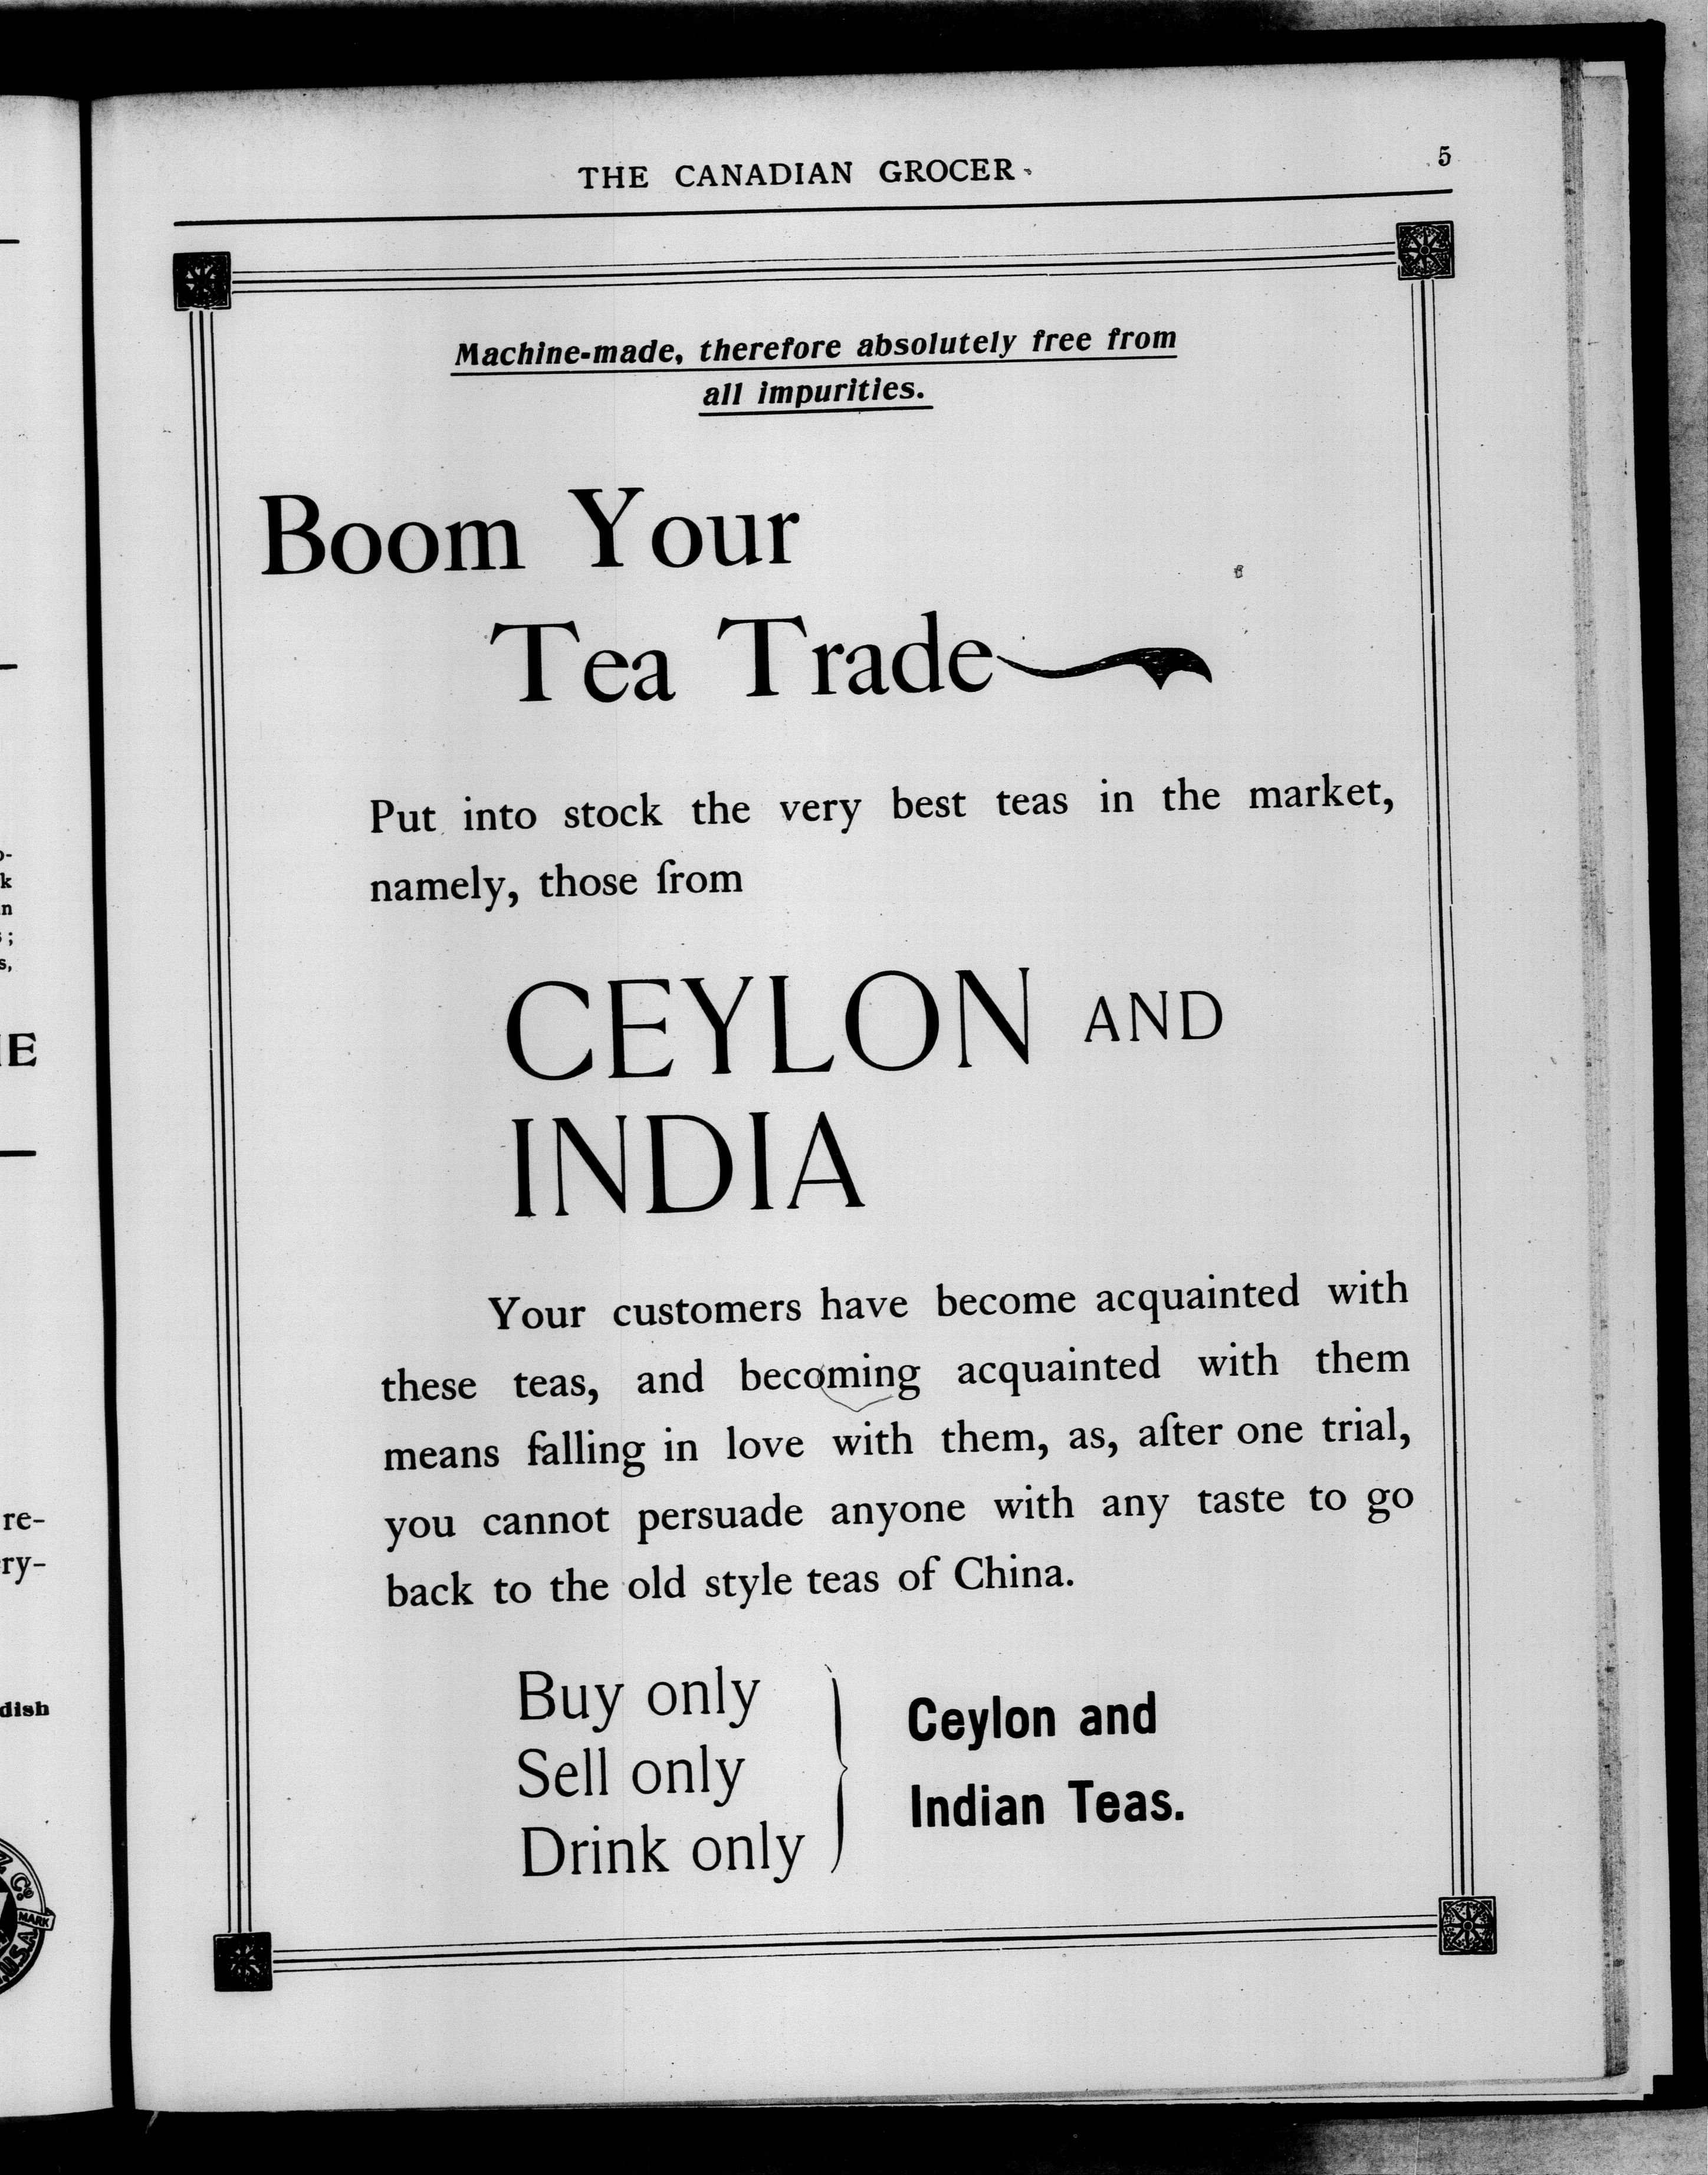 THE CANADIAN GROCER
5
Machine-made, therefore absolutely free from
all impurities.
Boom Your
Tea Trade
Put into stock the very best teas in the market,
namely, those from
CEYLON AND
INDIA
Your customers have become acquainted with
these teas, and becoming acquainted with them
means falling in love with them, as, after one trial,
you cannot persuade anyone with any taste to go
back to the old style teas of China.
Buy only
Sell only
Drink only
Ceylon and
Indian Teas.
re-
ry-
dish
MARK
U.S.A.